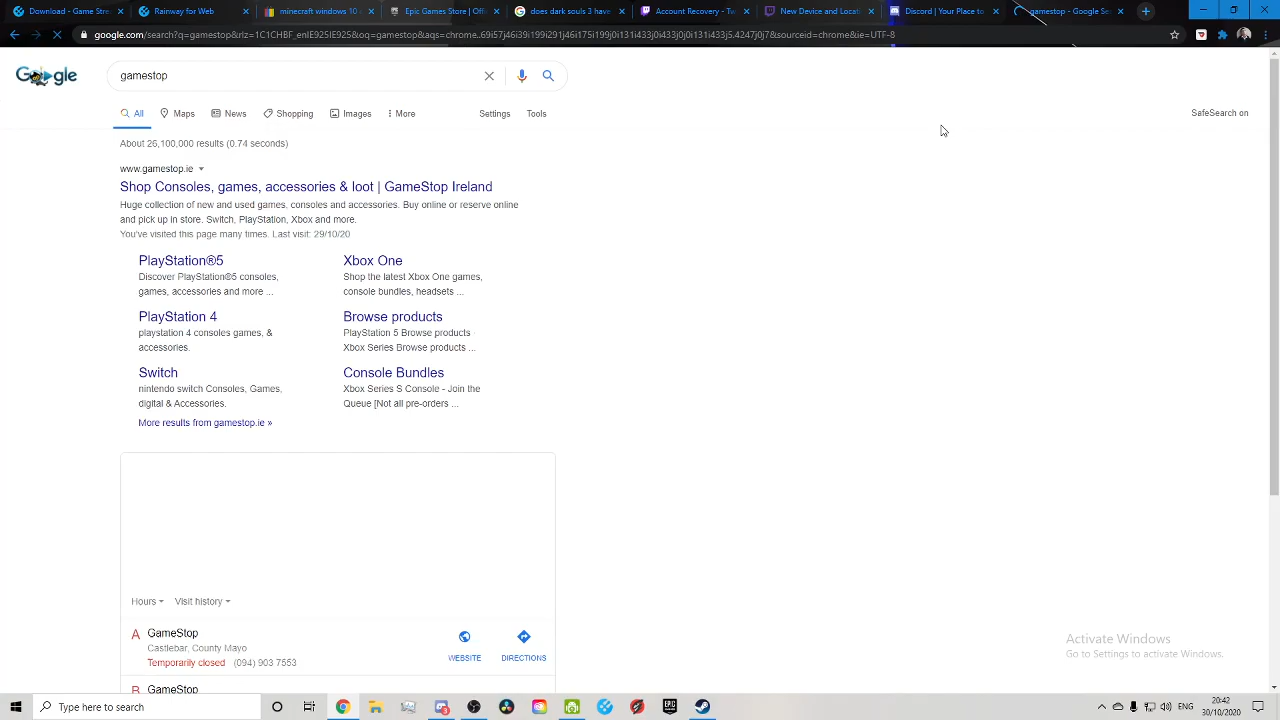 Download - Game Stre
Rainway for Web
minecraft windows 10
Epic Games Store | Offi
does dark souls 3 have
Account Recovery - Tw
New Device and Locati
Discord | Your Place to
gamestop - Google Se
google.com/search?q=gamestop&rlz=1C1CHBF_enIE925IE925&oq=gamestop&aqs=chrome..69i57j46i39i199i291j46i175i199j0i131i433j0i433j0j0i131i433j5.4247j0j7&sourceid=chrome&ie=UTF-8
Google
gamestop
All
Maps
News
Shopping
Images
More
Settings
Tools
SafeSearch on
About 26,100,000 results (0.74 seconds)
www.gamestop.ie
Shop Consoles, games, accessories & loot | GameStop Ireland
Huge collection of new and used games, consoles and accessories. Buy online or reserve online
and pick up in store. Switch, PlayStation, Xbox and more.
You've visited this page many times. Last visit: 29/10/20
PlayStation®5
Discover PlayStation®5 consoles,
games, accessories and more ...
Xbox One
Shop the latest Xbox One games,
console bundles, headsets ...
PlayStation 4
playstation 4 consoles games, &
accessories.
Browse products
PlayStation 5 Browse products
Xbox Series Browse products ...
Switch
nintendo switch Consoles, Games,
digital & Accessories.
Console Bundles
Xbox Series S Console - Join the
Queue [Not all pre-orders ...
More results from gamestop.ie »
Hours
Visit history
A
GameStop
Castlebar, County Mayo
Temporarily closed (094) 903 7553
WEBSITE
DIRECTIONS
B
GameStop
Activate Windows
Go to Settings to activate Windows.
Type here to search
ENG
20:42
30/10/2020